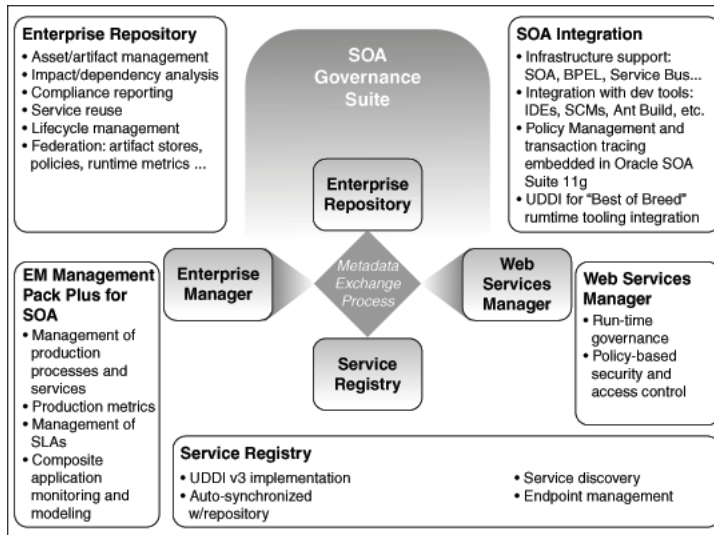 Enterprise Repository
• Asset/artifact management
• Impact/dependency analysis
• Compliance reporting
• Service reuse
• Lifecycle management
• Federation: artifact stores,
policies, runtime metrics ...
SOA
Governance
Suite
SOA Integration
• Infrastructure support:
SOA, BPEL, Service Bus...
• Integration with dev tools:
IDEs, SCMs, Ant Build, etc.
• Policy Management and
transaction tracing
embedded in Oracle SOA
Suite 11g
• UDDI for “Best of Breed”
rumtime tooling integration
Enterprise
Repository
Enterprise
Manager
Metadata
Exchange
Process
Web
Services
Manager
Service
Registry
EM Management
Pack Plus for
SOA
• Management of
production
processes and
services
• Production metrics
• Management of
SLAs
• Composite
application
monitoring and
modeling
Web Services
Manager
• Run-time
governance
• Policy-based
security and
access control
Service Registry
• UDDI v3 implementation
• Auto-synchronized
w/repository
• Service discovery
• Endpoint management